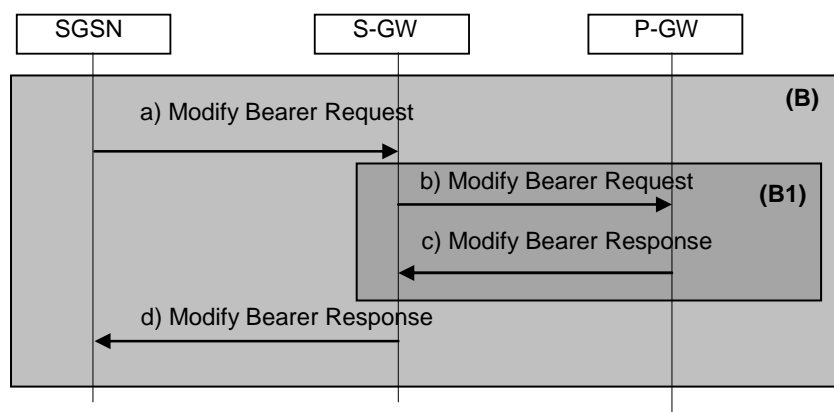 SGSN
S-GW
P-GW
(B)
a) Modify Bearer Request
b) Modify Bearer Request
(B1)
c) Modify Bearer Response
d) Modify Bearer Response